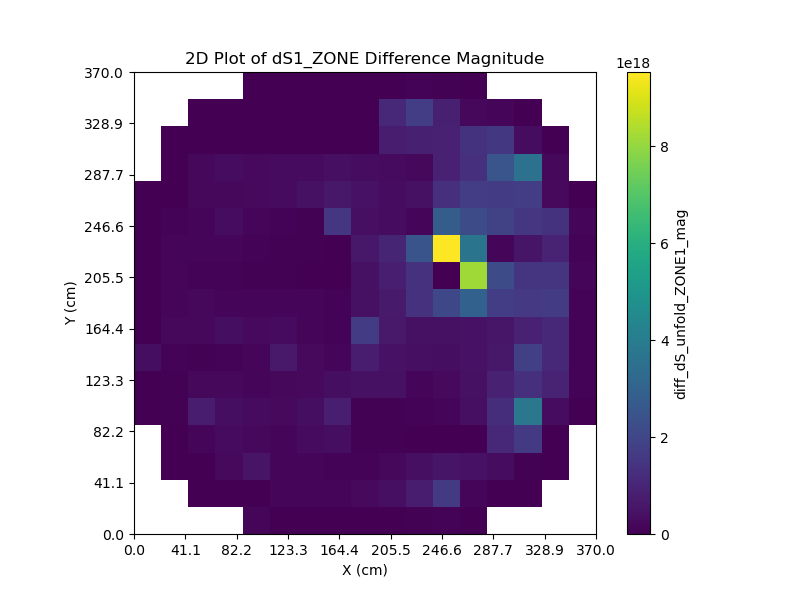 2D Plot of dS1_ZONE Difference Magnitude
1e18
370.0
328.9
287.7
246.6
205.5
164.4
123.3
82.2
41.1
0.0
Y (cm)
0.0 41.1 82.2 123.3 164.4 205.5 246.6 287.7 328.9 370.0
X (cm)
8
6
4
2
0
diff_dS_unfold_ZONE1_mag